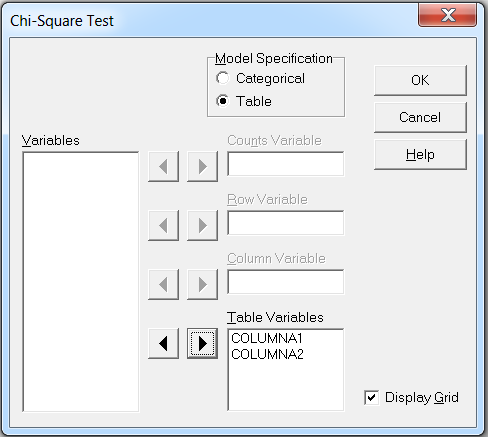 Chi-Square Test
Model Specification
Categorical
Table
OK
Cancel
Help
Variables
Counts Variable
Row Variable
Column Variable
Table Variables
COLUMNA1
COLUMNA2
Display Grid